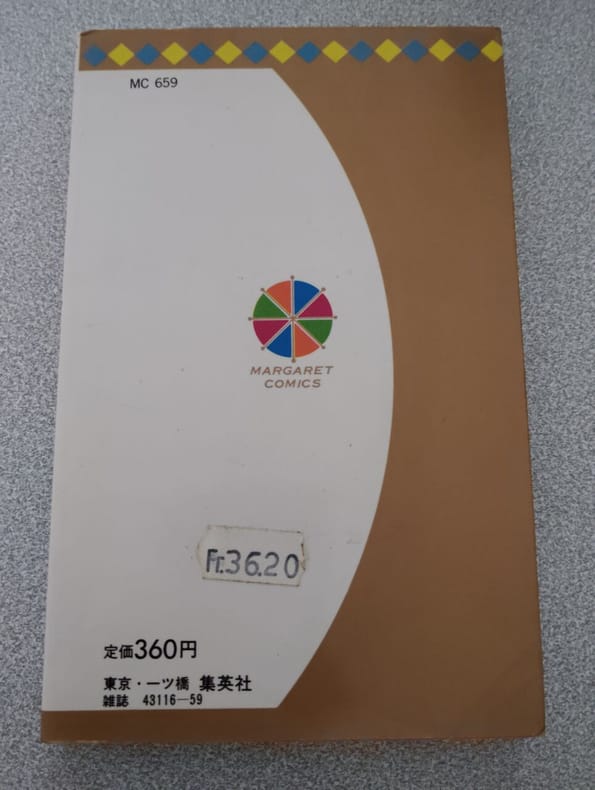 MC 659
MARGARET
COMICS
Fr.36.20
定価360円
東京・一ツ橋 集英社
雑誌 43116—59